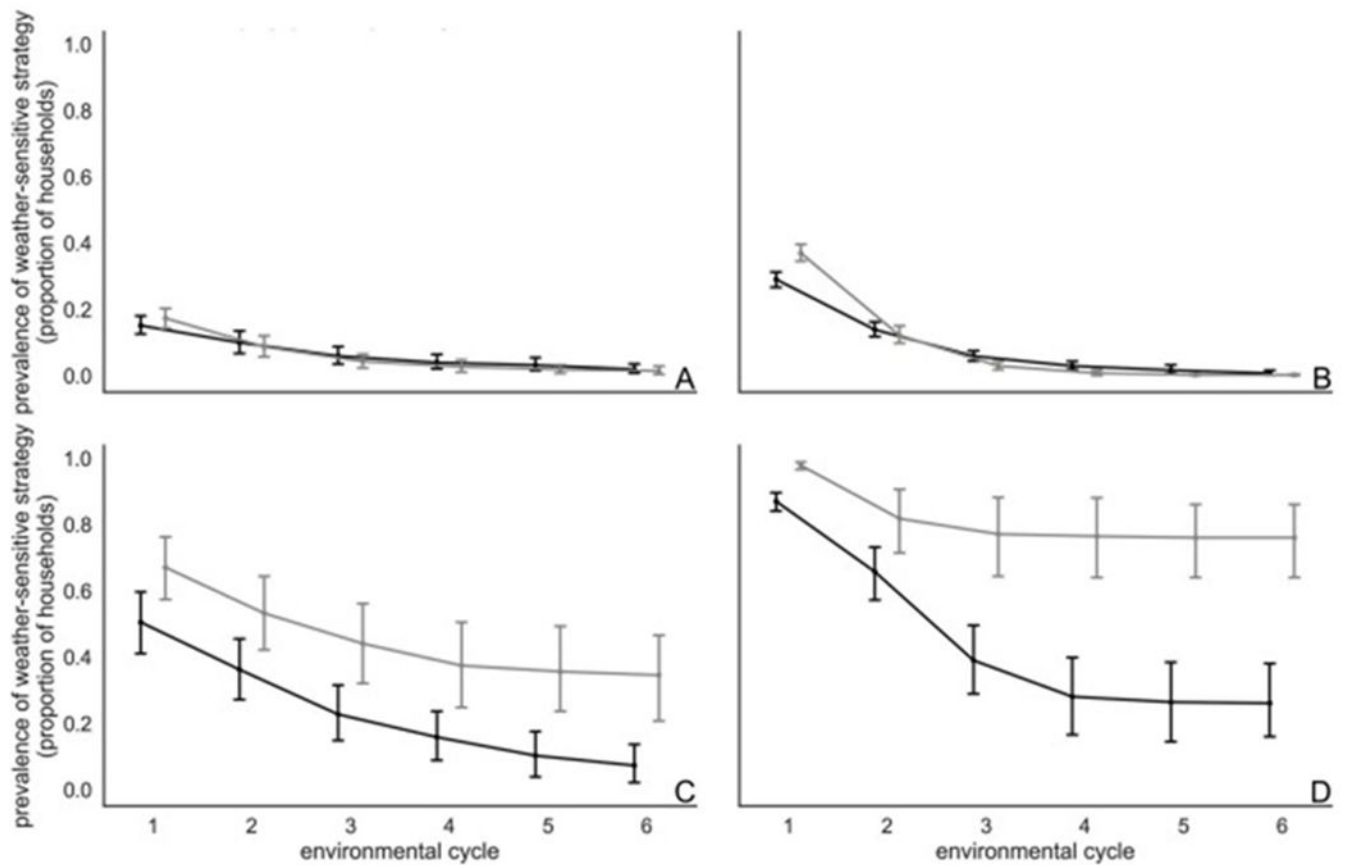 prevalence of weather-sensitive strategy
(proportion of households)
1.0
0.8
0.6
0.4
0.2
0.0
A
B
prevalence of weather-sensitive strategy
(proportion of households)
1.0
0.8
0.6
0.4
0.2
0.0
C
D
1 2 3 4 5 6
environmental cycle
1 2 3 4 5 6
environmental cycle